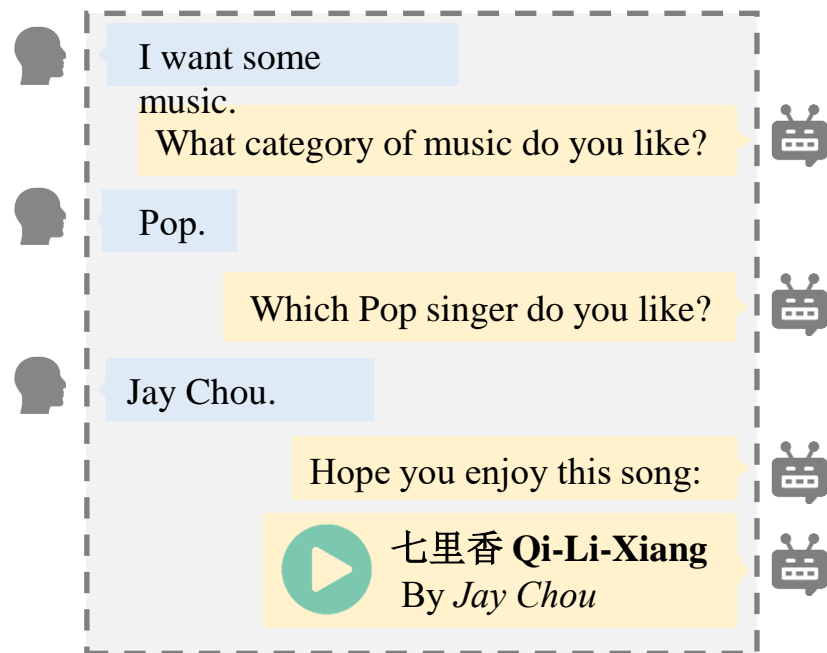 I want some
music.
What category of music do you like?
Pop.
Which Pop singer do you like?
Jay Chou.
Hope you enjoy this song:
七里香 Qi-Li-Xiang
By Jay Chou